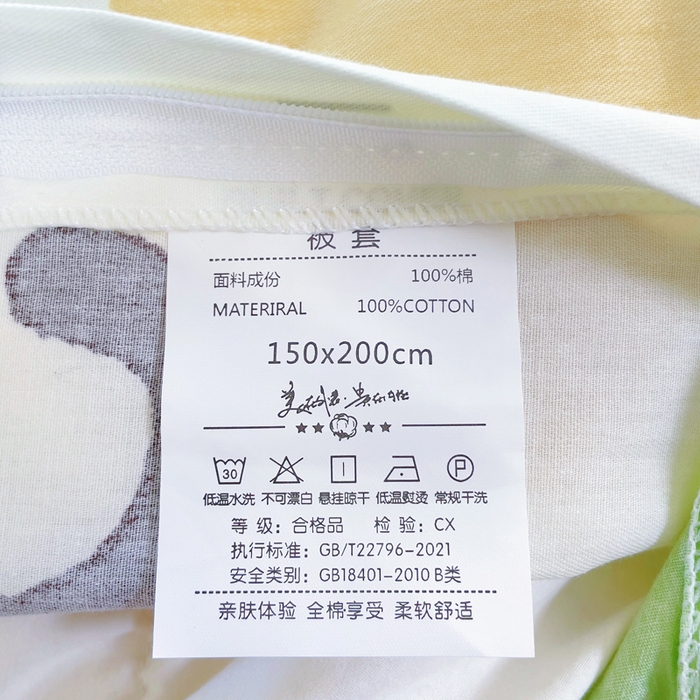 被套
面料成份 100%棉
MATERIRAL 100%COTTON
150x200cm
30 P
低温水洗 不可漂白 悬挂晾干 低温熨烫 常规干洗
等 级：合格品 检 验：CX
执行标准：GB/T22796-2021
安全类别：GB18401-2010 B类
亲肤体验 全棉享受 柔软舒适